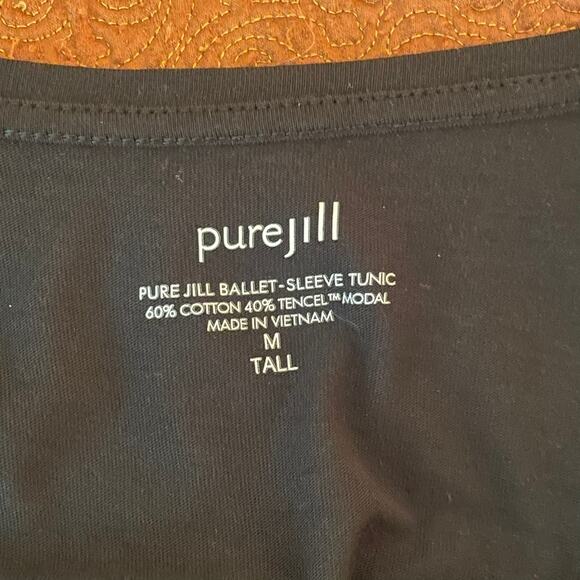 purejill
PURE JILL BALLET-SLEEVE TUNIC
60% COTTON 40% TENCEL™ MODAL
MADE IN VIETNAM
M
TALL